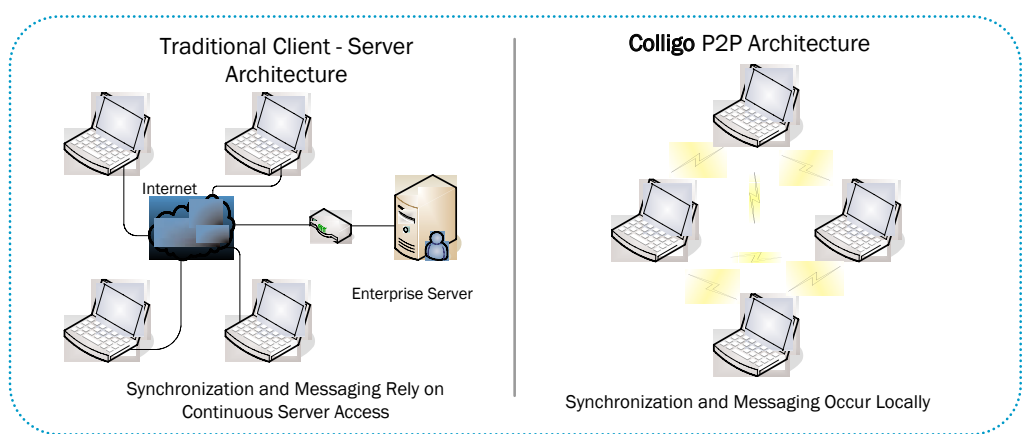 Traditional Client - Server
Architecture
Internet
Enterprise Server
Synchronization and Messaging Rely on
Continuous Server Access
Colligo P2P Architecture
Synchronization and Messaging Occur Locally